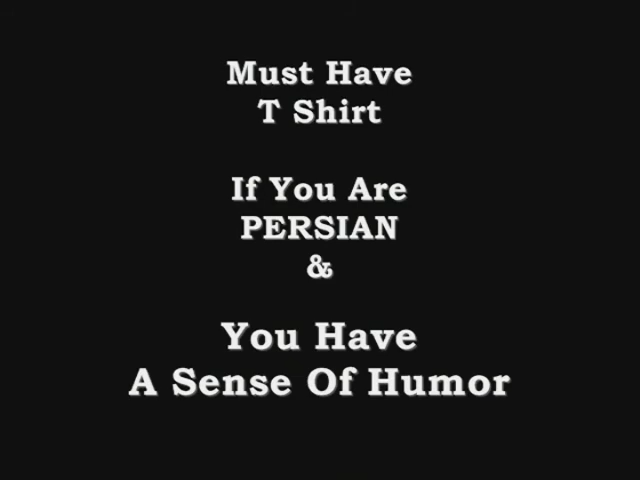 Must Have
T Shirt
If You Are
PERSIAN
&
You Have
A Sense Of Humor